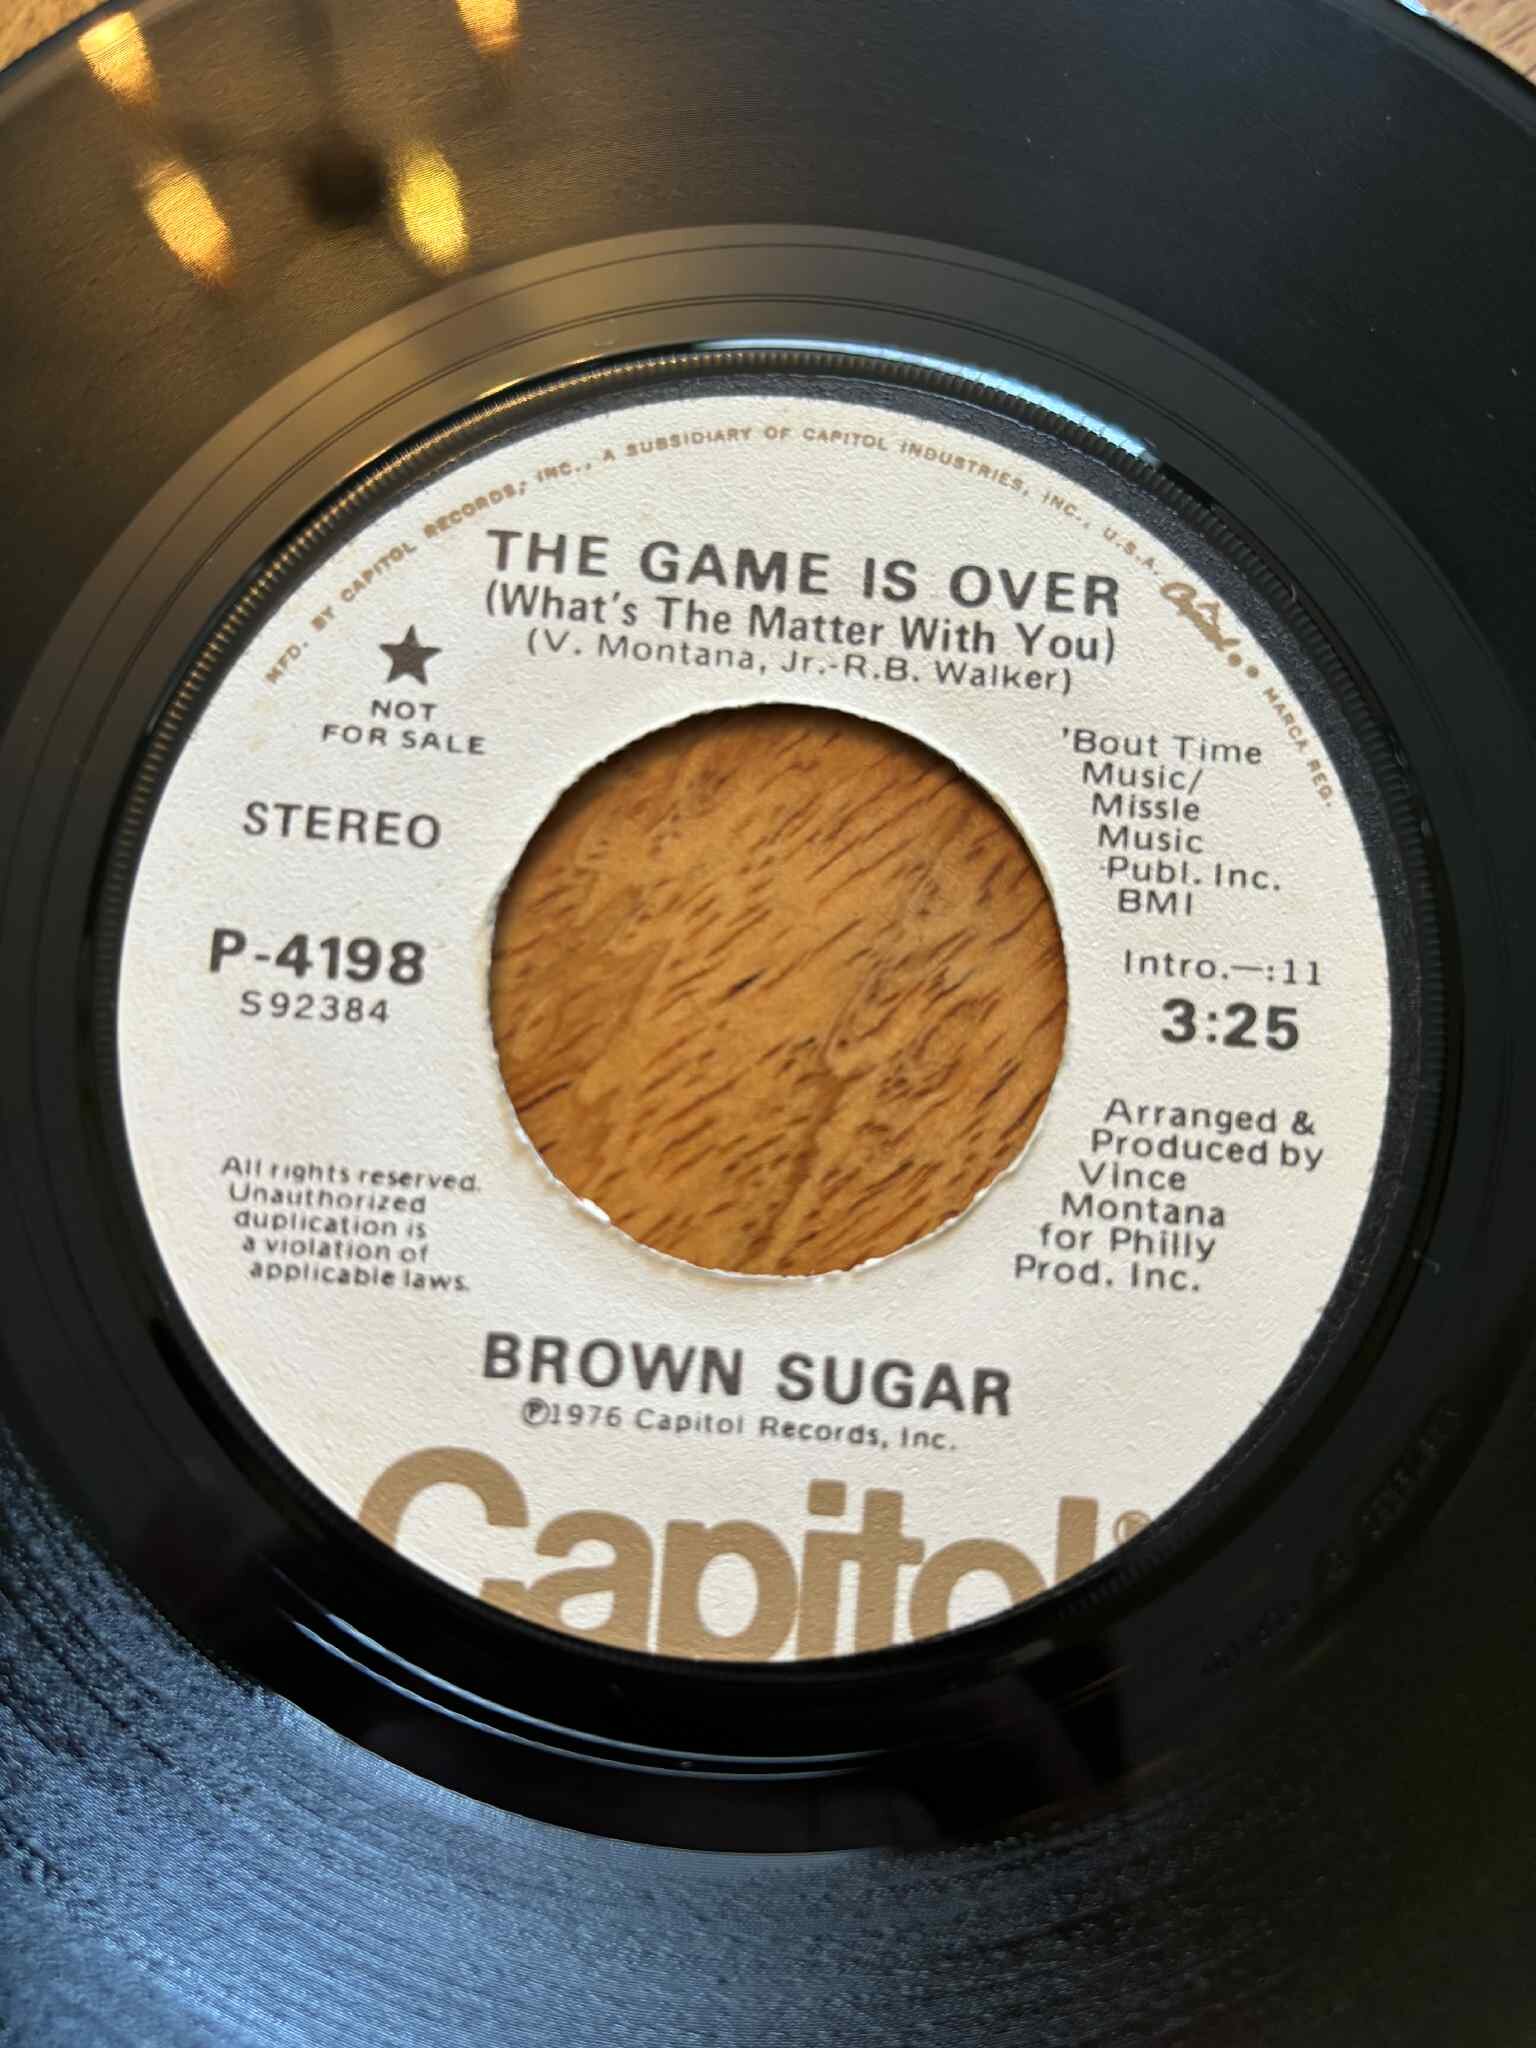 MFD. BY CAPITOL RECORDS, INC., A SUBSIDIARY OF CAPITOL INDUSTRIES, INC., U.S.A. Capitol MARCA REG.
THE GAME IS OVER
(What's The Matter With You)
(V. Montana, Jr.-R.B. Walker)
NOT
FOR SALE
STEREO
P-4198
S92384
'Bout Time
Music/
Missle
Music
Publ. Inc.
BMI
Intro.—:11
3:25
Arranged &
Produced by
Vince
Montana
for Philly
Prod. Inc.
All rights reserved.
Unauthorized
duplication is
a violation of
applicable laws.
BROWN SUGAR
℗1976 Capitol Records, Inc.
Capitol®